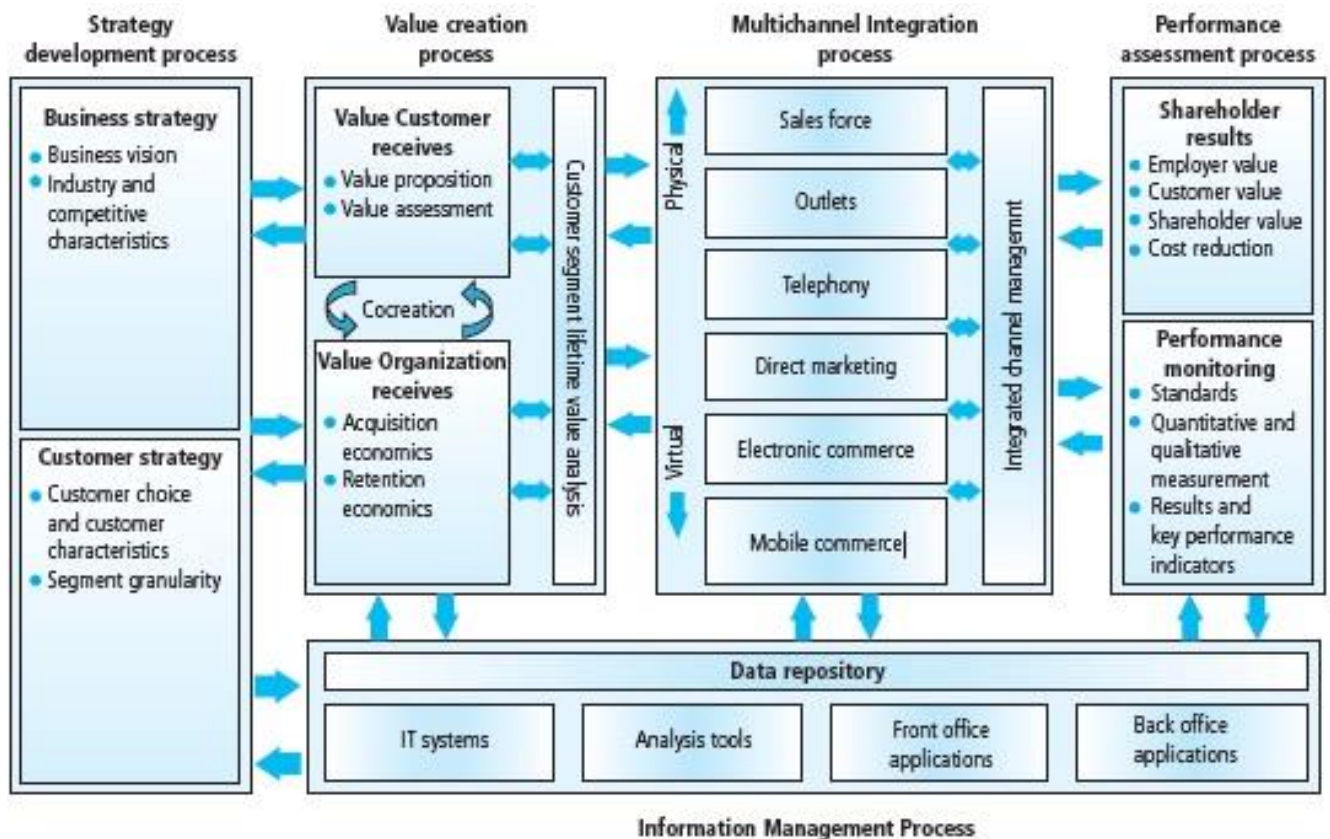 Strategy
development process
Value creation
process
Multichannel Integration
process
Performance
assessment process
Business strategy
Business vision
Industry and
competitive
characteristics
Customer strategy
Customer choice
and customer
characteristics
Segment granularity
Value Customer
receives
Value proposition
Value assessment
Cocreation
Value Organization
receives
Acquisition
economics
Retention
economics
Customer segment lifetime value analysis
Physical
Virtual
Sales force
Outlets
Telephony
Direct marketing
Electronic commerce
Mobile commerce
Integrated channel managemnt
Shareholder
results
Employer value
Customer value
Shareholder value
Cost reduction
Performance
monitoring
Standards
Quantitative and
qualitative
measurement
Results and
key performance
indicators
Data repository
IT systems
Analysis tools
Front office
applications
Back office
applications
Information Management Process